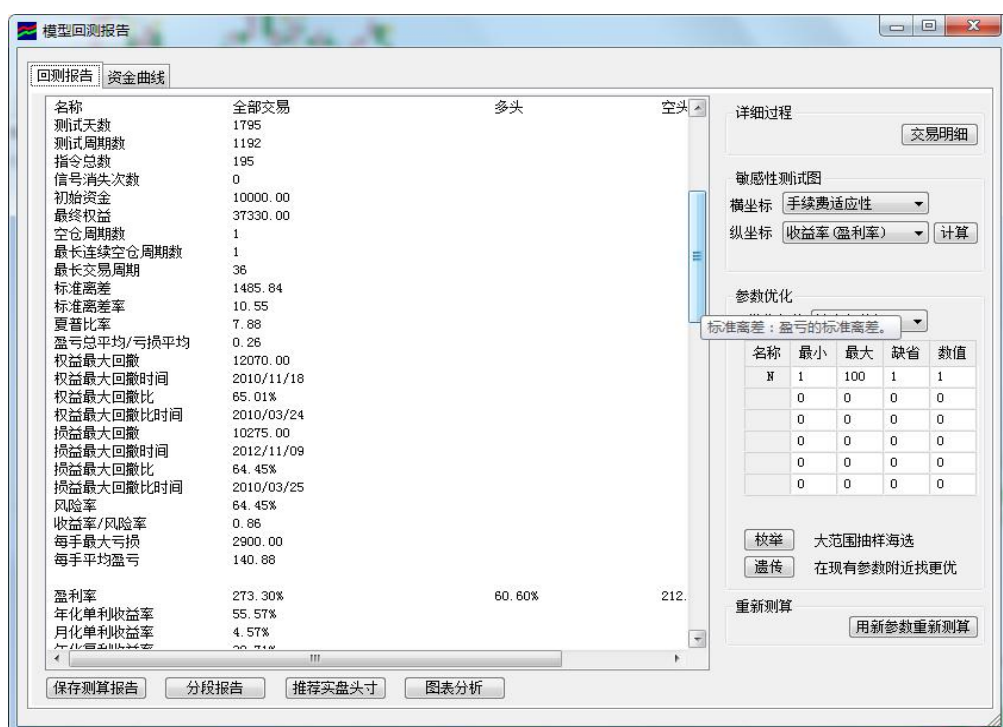 模型回测报告
回测报告 资金曲线
名称 全部交易 多头 空头
测试天数 1795
测试周期数 1192
指令总数 195
信号消失次数 0
初始资金 10000.00
最终权益 37330.00
空仓周期数 1
最长连续空仓周期数 1
最长交易周期 36
标准离差 1485.84
标准离差率 10.55
夏普比率 7.88
盈亏总平均/亏损平均 0.26
权益最大回撤 12070.00
权益最大回撤时间 2010/11/18
权益最大回撤比 65.01%
权益最大回撤比时间 2010/03/24
损益最大回撤 10275.00
损益最大回撤时间 2012/11/09
损益最大回撤比 64.45%
损益最大回撤比时间 2010/03/25
风险率 64.45%
收益率/风险率 0.86
每手最大亏损 2900.00
每手平均盈亏 140.88
盈利率 273.30% 60.60% 212.
年化单利收益率 55.57%
月化单利收益率 4.57%
保存测算报告 分段报告 推荐实盘头寸 图表分析
详细过程
交易明细
敏感性测试图
横坐标 手续费适应性
纵坐标 收益率(盈利率) 计算
参数优化
标准离差：盈亏的标准离差。
名称 最小 最大 缺省 数值
N 1 100 1 1
0 0 0 0
0 0 0 0
0 0 0 0
0 0 0 0
0 0 0 0
枚举 大范围抽样海选
遗传 在现有参数附近找更优
重新测算
用新参数重新测算